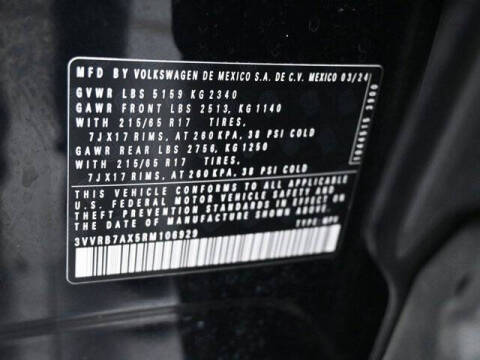 MFD BY VOLKSWAGEN DE MEXICO S.A. DE C.V. MEXICO 03/24
GVWR LBS 5159 KG 2340
GAWR FRONT LBS 2513, KG 1140
WITH 215/65 R17 TIRES,
7JX17 RIMS, AT 260 KPA, 38 PSI COLD
GAWR REAR LBS 2756, KG 1250
WITH 215/65 R17 TIRES,
7JX17 RIMS, AT 260 KPA, 38 PSI COLD
THIS VEHICLE CONFORMS TO ALL APPLICABLE
U.S. FEDERAL MOTOR VEHICLE SAFETY AND
THEFT PREVENTION STANDARDS IN EFFECT ON THE
DATE OF MANUFACTURE SHOWN ABOVE
3VVRB7AX5RM106929
TYPE: MPV